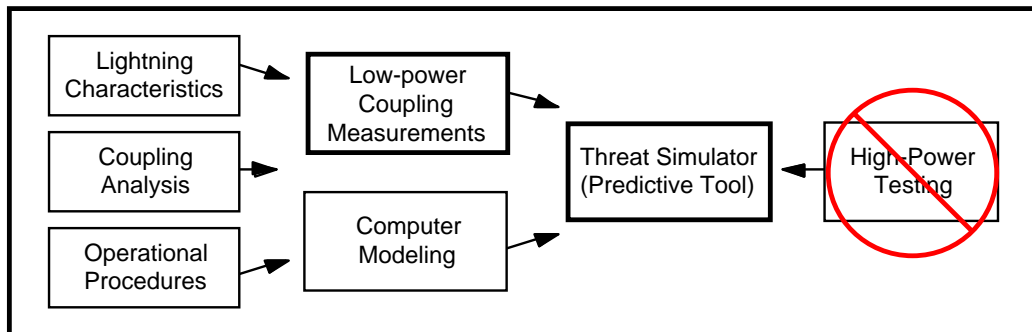 Lightning
Characteristics
Coupling
Analysis
Operational
Procedures
Low-power
Coupling
Measurements
Computer
Modeling
Threat Simulator
(Predictive Tool)
High-Power
Testing